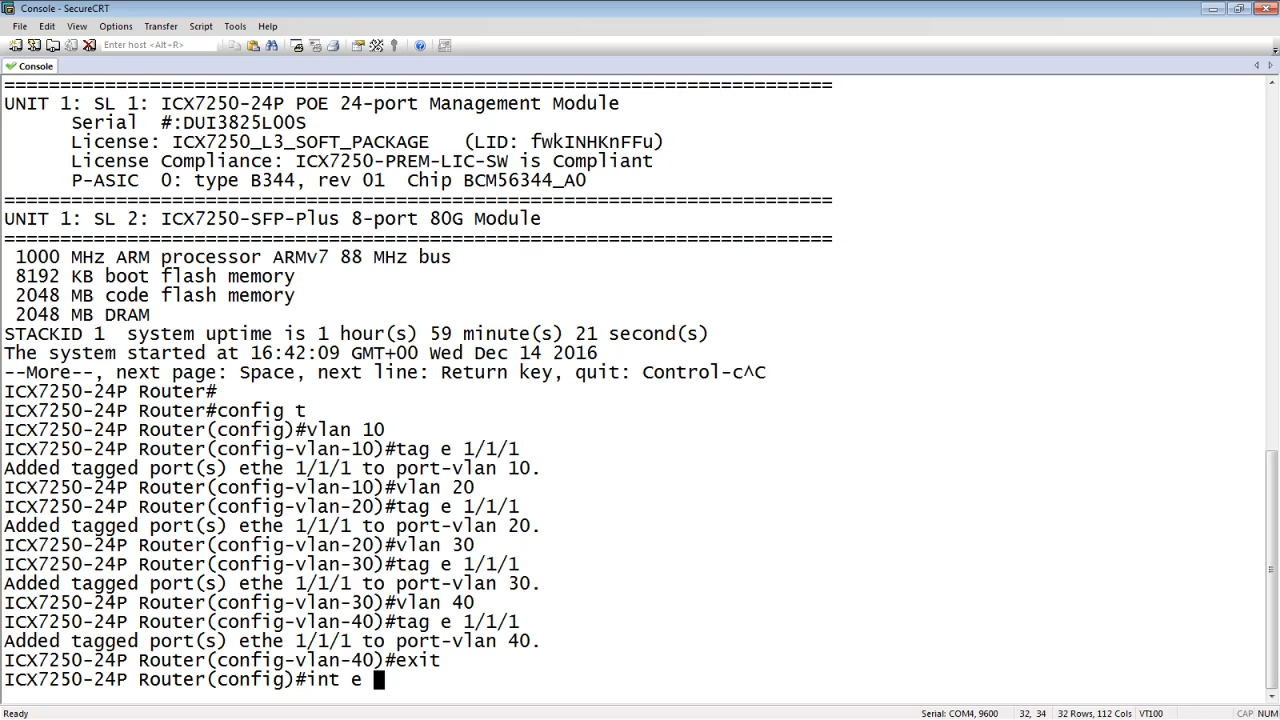 Console - SecureCRT
File Edit View Options Transfer Script Tools Help
Enter host <Alt+R>
Console
================================================================================
UNIT 1: SL 1: ICX7250-24P POE 24-port Management Module
Serial #:DUI3825L00S
License: ICX7250_L3_SOFT_PACKAGE (LID: fwkINHKnFFu)
License Compliance: ICX7250-PREM-LIC-SW is Compliant
P-ASIC 0: type B344, rev 01 Chip BCM56344_A0
================================================================================
UNIT 1: SL 2: ICX7250-SFP-Plus 8-port 80G Module
================================================================================
1000 MHz ARM processor ARMv7 88 MHz bus
8192 KB boot flash memory
2048 MB code flash memory
2048 MB DRAM
STACKID 1 system uptime is 1 hour(s) 59 minute(s) 21 second(s)
The system started at 16:42:09 GMT+00 Wed Dec 14 2016
--More--, next page: Space, next line: Return key, quit: Control-c^C
ICX7250-24P Router#
ICX7250-24P Router#config t
ICX7250-24P Router(config)#vlan 10
ICX7250-24P Router(config-vlan-10)#tag e 1/1/1
Added tagged port(s) ethe 1/1/1 to port-vlan 10.
ICX7250-24P Router(config-vlan-10)#vlan 20
ICX7250-24P Router(config-vlan-20)#tag e 1/1/1
Added tagged port(s) ethe 1/1/1 to port-vlan 20.
ICX7250-24P Router(config-vlan-20)#vlan 30
ICX7250-24P Router(config-vlan-30)#tag e 1/1/1
Added tagged port(s) ethe 1/1/1 to port-vlan 30.
ICX7250-24P Router(config-vlan-30)#vlan 40
ICX7250-24P Router(config-vlan-40)#tag e 1/1/1
Added tagged port(s) ethe 1/1/1 to port-vlan 40.
ICX7250-24P Router(config-vlan-40)#exit
ICX7250-24P Router(config)#int e
Ready Serial: COM4, 9600 32, 34 32 Rows, 112 Cols VT100 CAP NUM